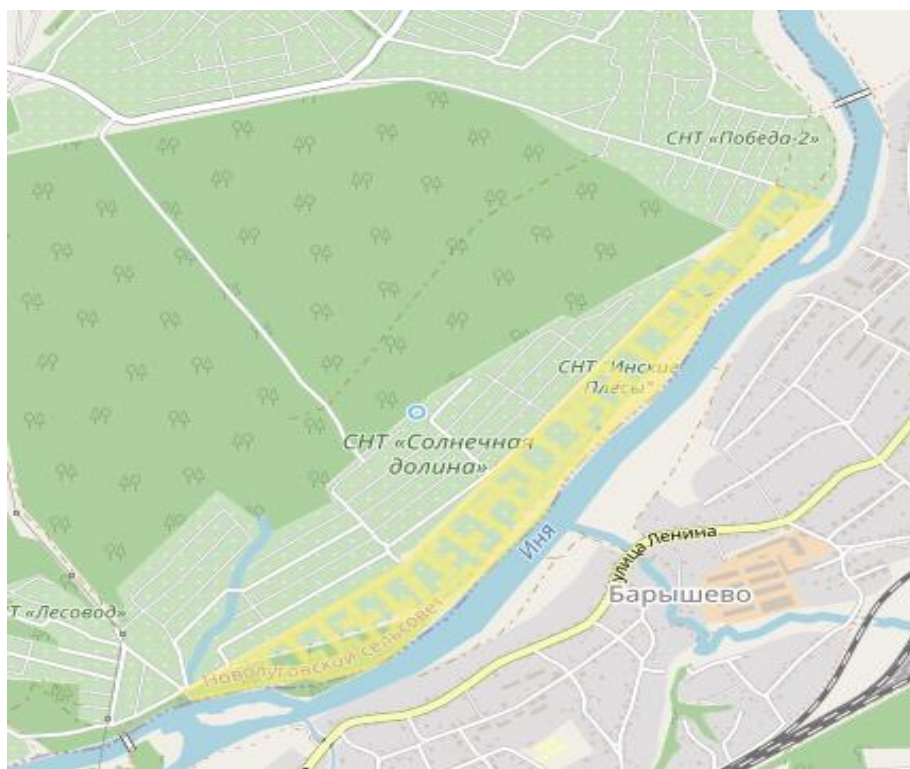 СНТ «Победа-2»
СНТ "Инские
Плесы"
СНТ «Солнечная
долина»
Иня
улица Ленина
Барышево
Т «Лесовод»
Новолуговской сельсовет